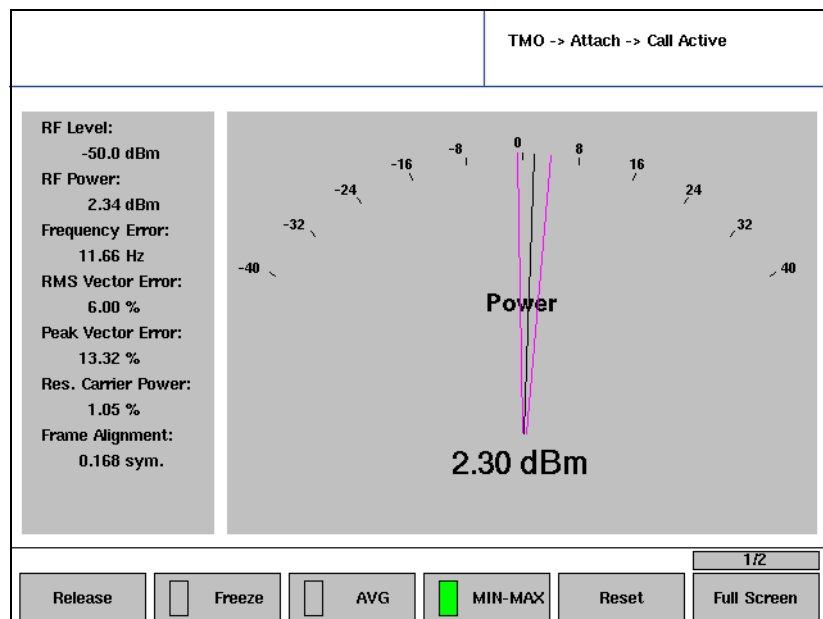 TMO -> Attach -> Call Active
RF Level:
-50.0 dBm
RF Power:
2.34 dBm
Frequency Error:
11.66 Hz
RMS Vector Error:
6.00 %
Peak Vector Error:
13.32 %
Res. Carrier Power:
1.05 %
Frame Alignment:
0.168 sym.
-40
-32
-24
-16
-8
0
8
16
24
32
40
Power
2.30 dBm
1/2
Release
Freeze
AVG
MIN-MAX
Reset
Full Screen